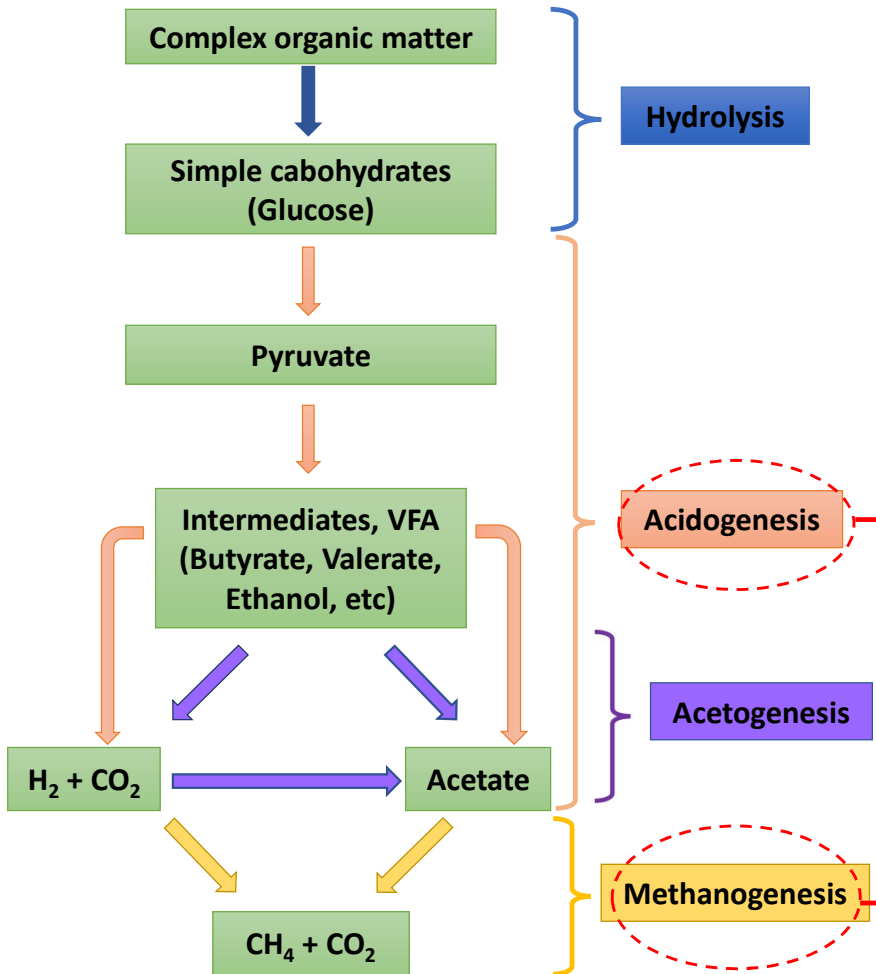 Complex organic matter
Hydrolysis
Simple cabohydrates
(Glucose)
Pyruvate
Intermediates, VFA
(Butyrate, Valerate,
Ethanol, etc)
Acidogenesis
Acetogenesis
H₂ + CO₂
Acetate
Methanogenesis
CH₄ + CO₂